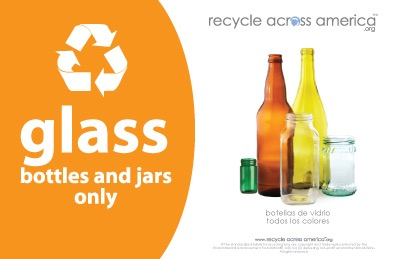 glass
bottles and jars
only
recycle across america™
.org
botellas de vidrio
todos los colores
www.recycle across america.org